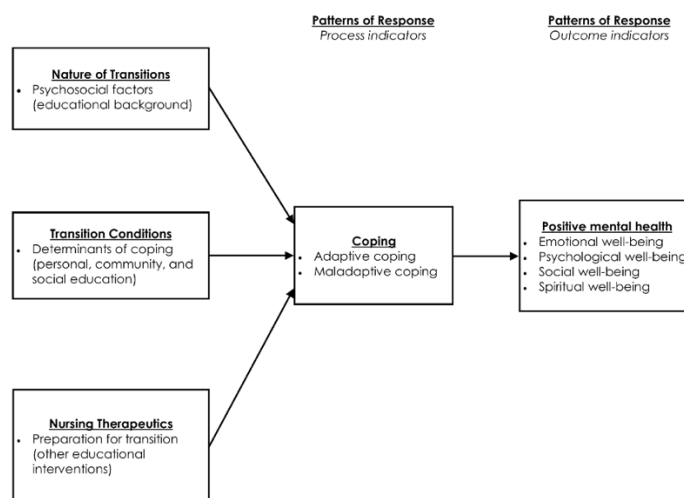 Patterns of Response
Process indicators
Patterns of Response
Outcome indicators
Nature of Transitions
• Psychosocial factors
(educational background)
Transition Conditions
• Determinants of coping
(personal, community, and
social education)
Nursing Therapeutics
• Preparation for transition
(other educational
interventions)
Coping
• Adaptive coping
• Maladaptive coping
Positive mental health
• Emotional well-being
• Psychological well-being
• Social well-being
• Spiritual well-being